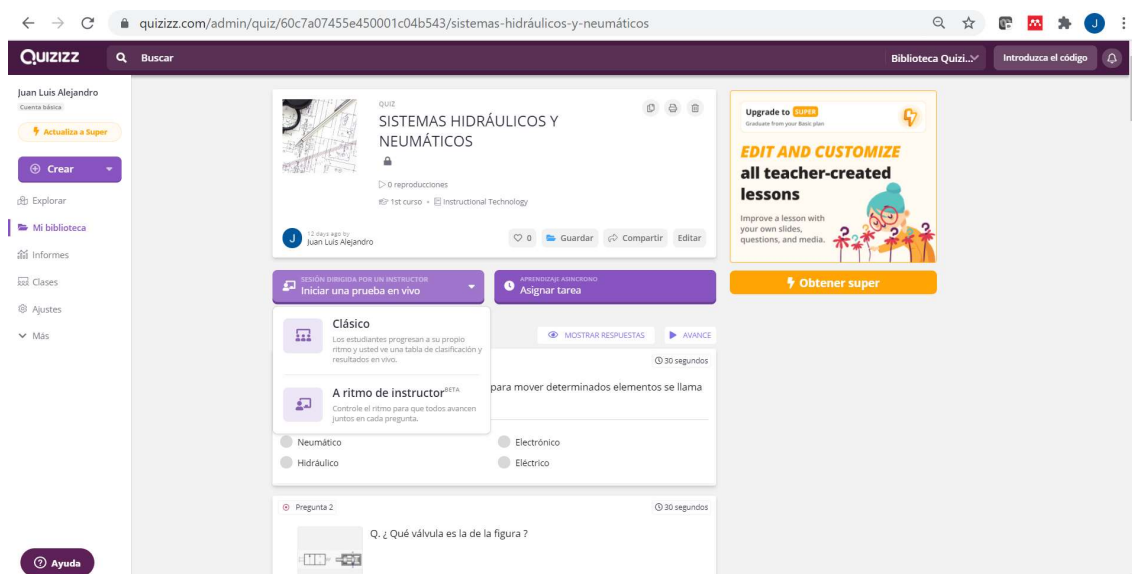 quizizz.com/admin/quiz/60c7a07455e450001c04b543/sistemas-hidráulicos-y-neumáticos
J
QUIZIZZ
Buscar
Biblioteca Quizi...
Introduzca el código
Juan Luis Alejandro
Cuenta básica
Actualiza a Super
Crear
Explorar
Mi biblioteca
Informes
Clases
Ajustes
Más
Ayuda
QUIZ
SISTEMAS HIDRÁULICOS Y
NEUMÁTICOS
0 reproducciones
1st curso • Instructional Technology
J
12 days ago by
Juan Luis Alejandro
0
Guardar
Compartir
Editar
SESIÓN DIRIGIDA POR UN INSTRUCTOR
Iniciar una prueba en vivo
APRENDIZAJE ASÍNCRONO
Asignar tarea
Clásico
Los estudiantes progresan a su propio
ritmo y usted ve una tabla de clasificación y
resultados en vivo.
A ritmo de instructor BETA
Controle el ritmo para que todos avancen
juntos en cada pregunta.
MOSTRAR RESPUESTAS
AVANCE
30 segundos
para mover determinados elementos se llama
Neumático
Electrónico
Hidráulico
Eléctrico
Pregunta 2
30 segundos
Q. ¿ Qué válvula es la de la figura ?
Upgrade to SUPER
Graduate from your Basic plan
EDIT AND CUSTOMIZE
all teacher-created
lessons
Improve a lesson with
your own slides,
questions, and media.
Obtener super